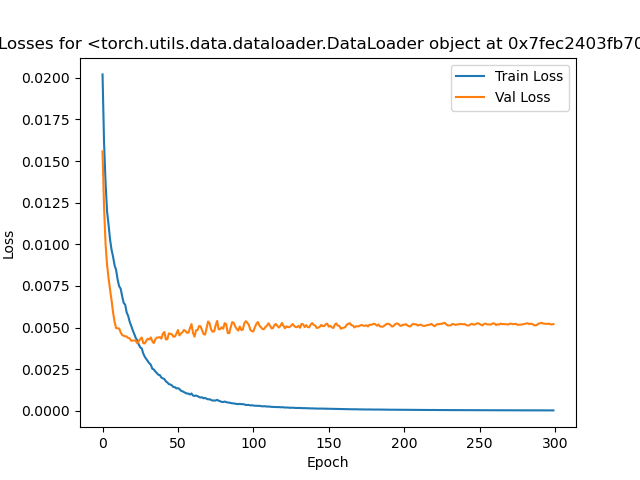 Losses for <torch.utils.data.dataloader.DataLoader object at 0x7fec2403fb70
Train Loss
Val Loss
0.0200
0.0175
0.0150
0.0125
0.0100
0.0075
0.0050
0.0025
0.0000
Loss
0 50 100 150 200 250 300
Epoch